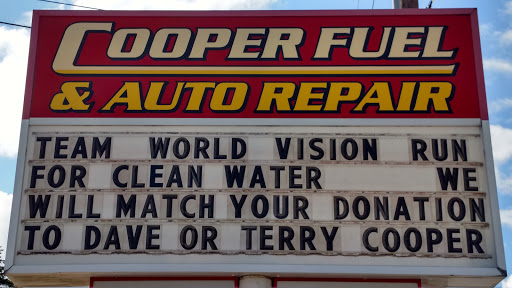 COOPER FUEL
& AUTO REPAIR
TEAM WORLD VISION RUN
FOR CLEAN WATER WE
WILL MATCH YOUR DONATION
TO DAVE OR TERRY COOPER